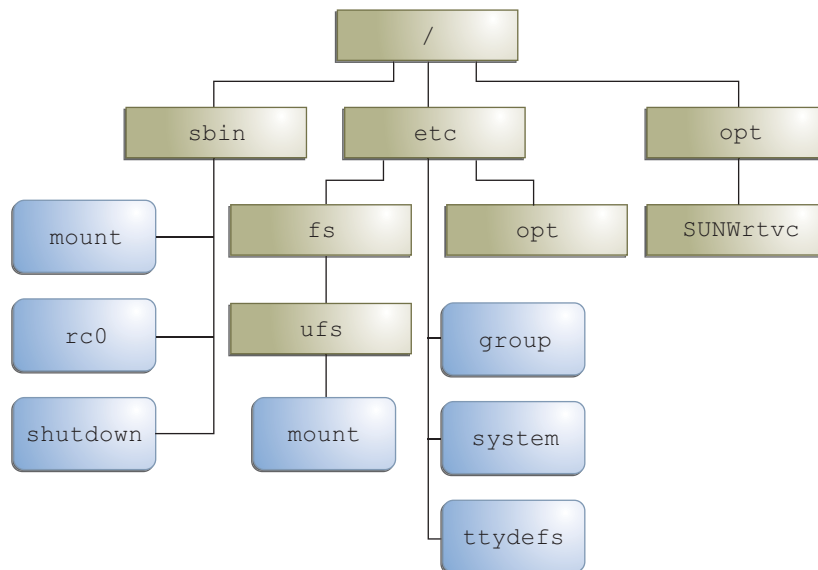 /
sbin etc opt
mount fs opt SUNWrtvc
rc0 ufs group
shutdown mount system
ttydefs